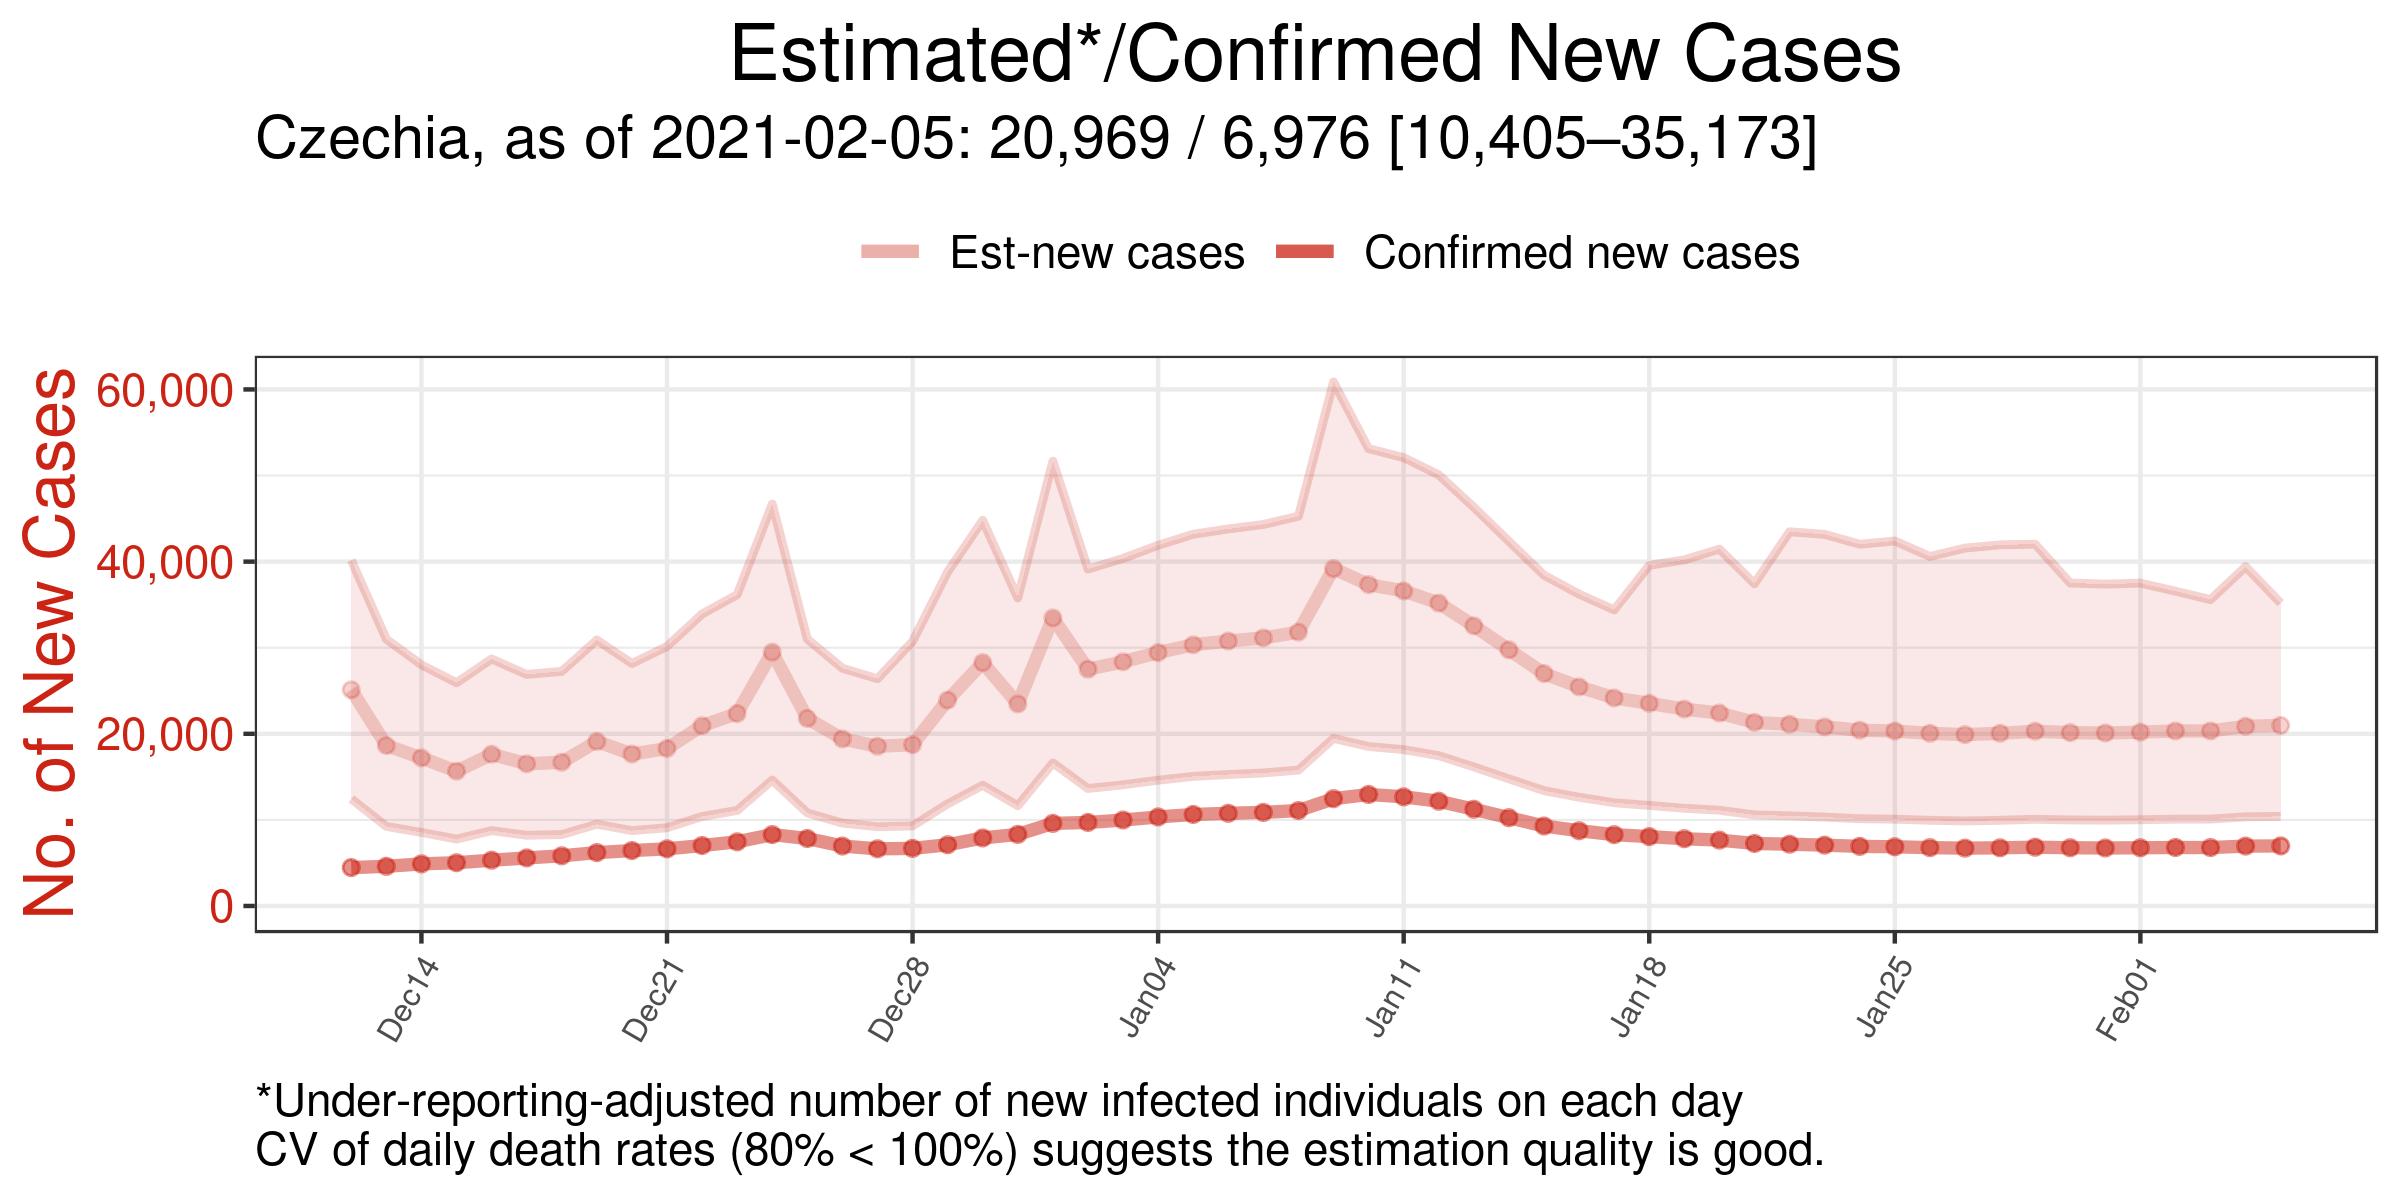 Estimated*/Confirmed New Cases
Czechia, as of 2021-02-05: 20,969 / 6,976 [10,405–35,173]
Est-new cases
Confirmed new cases
No. of New Cases
60,000
40,000
20,000
0
Dec14
Dec21
Dec28
Jan04
Jan11
Jan18
Jan25
Feb01
*Under-reporting-adjusted number of new infected individuals on each day
CV of daily death rates (80% < 100%) suggests the estimation quality is good.